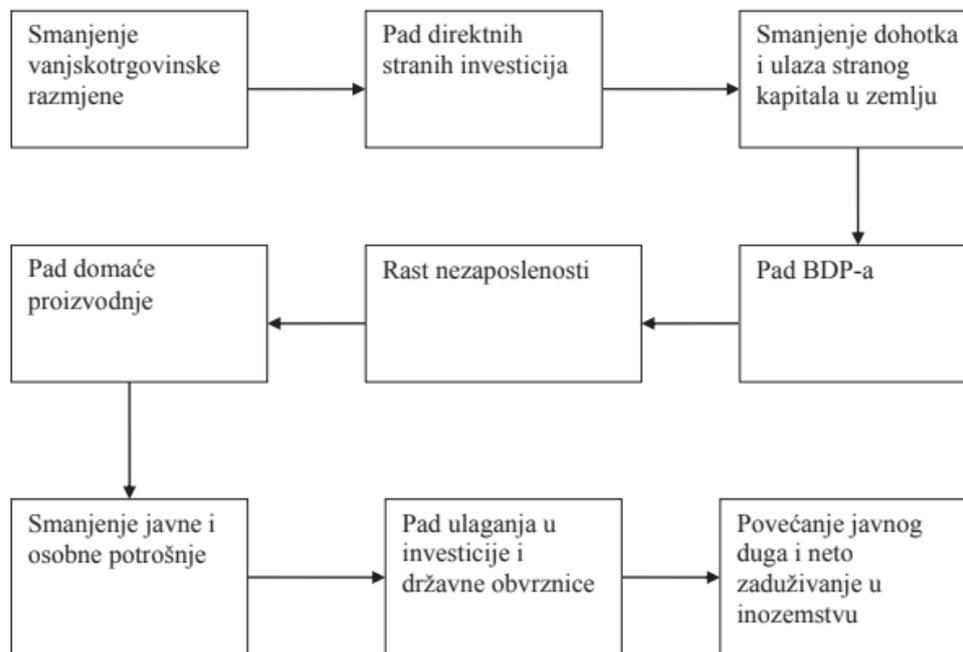 Smanjenje
vanjskotrgovinske
razmjene
Pad direktnih
stranih investicija
Smanjenje dohotka
i ulaza stranog
kapitala u zemlju
Pad BDP-a
Rast nezaposlenosti
Pad domaće
proizvodnje
Smanjenje javne i
osobne potrošnje
Pad ulaganja u
investicije i
državne obvrznice
Povećanje javnog
duga i neto
zaduživanje u
inozemstvu